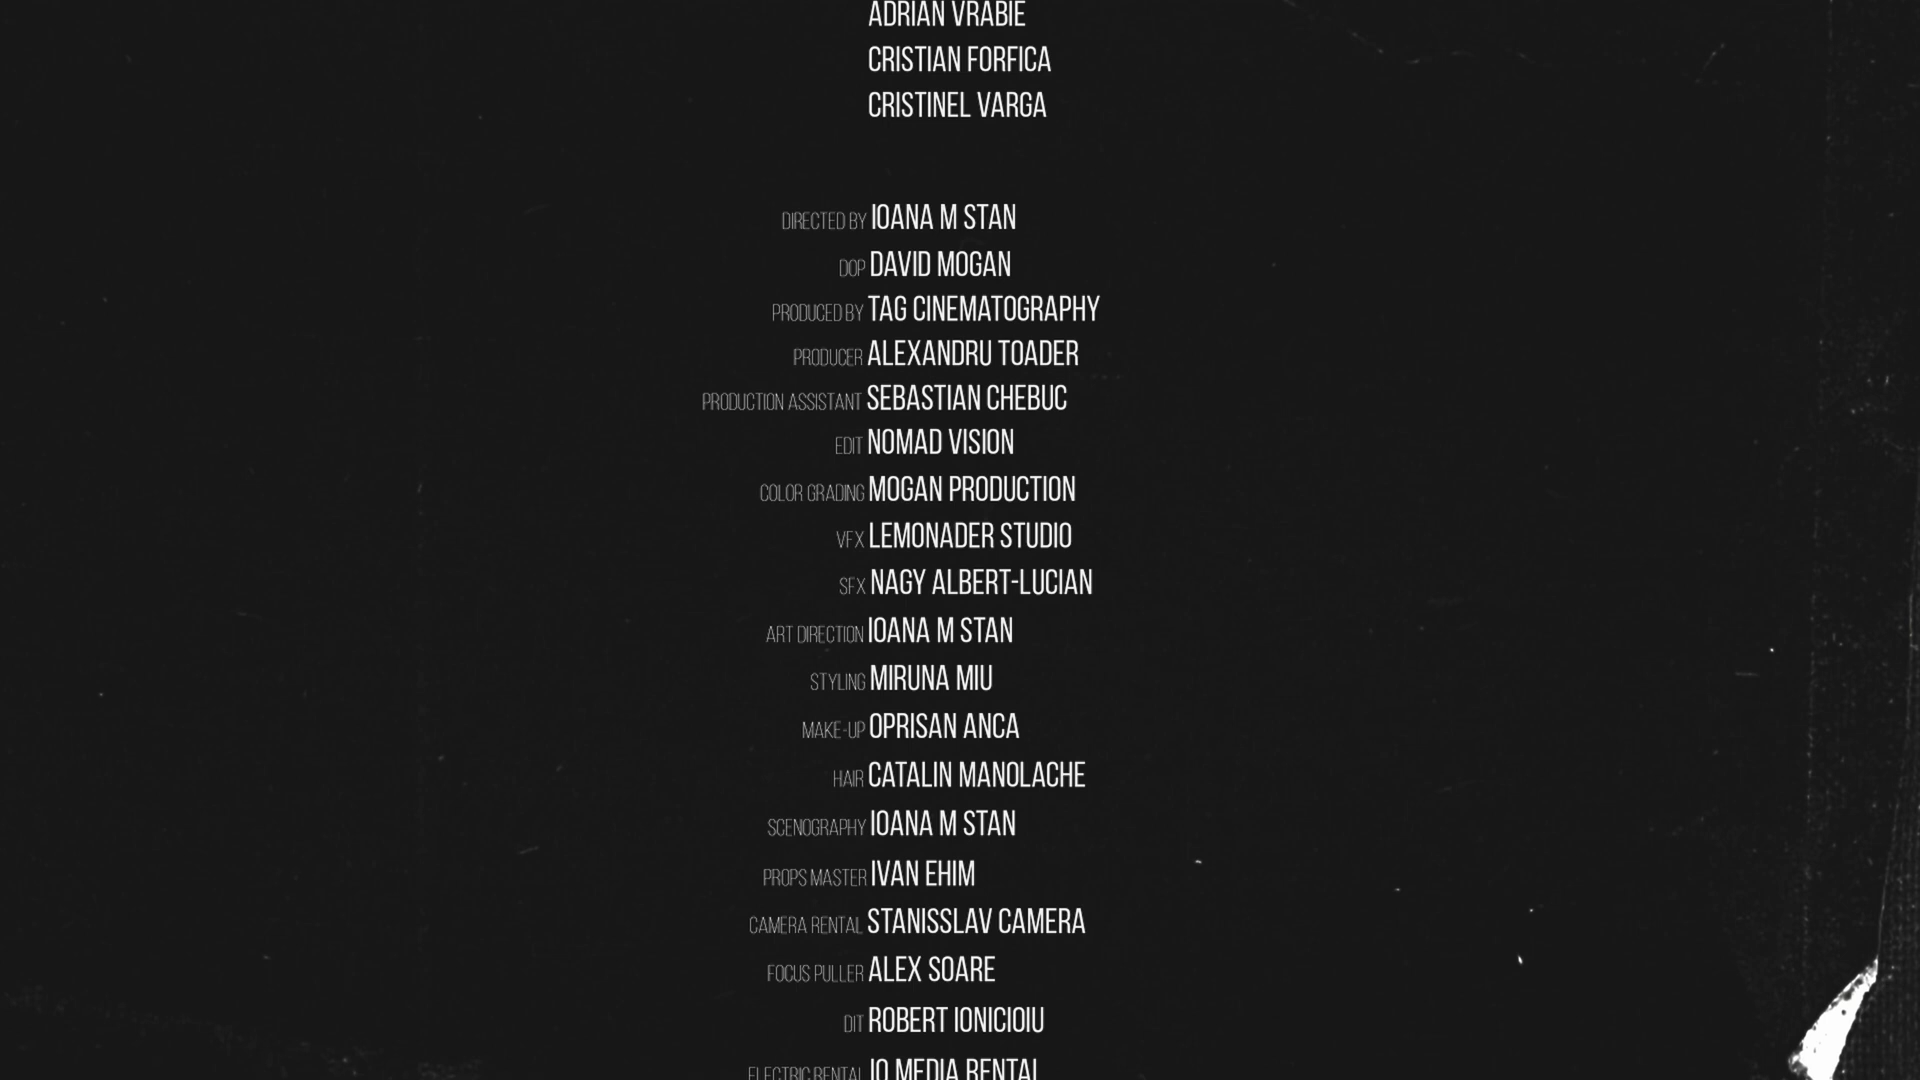 ADRIAN VRABIE
CRISTIAN FORFICA
CRISTINEL VARGA
DIRECTED BY IOANA M STAN
DOP DAVID MOGAN
PRODUCED BY TAG CINEMATOGRAPHY
PRODUCER ALEXANDRU TOADER
PRODUCTION ASSISTANT SEBASTIAN CHEBUC
EDIT NOMAD VISION
COLOR GRADING MOGAN PRODUCTION
VFX LEMONADER STUDIO
SFX NAGY ALBERT-LUCIAN
ART DIRECTION IOANA M STAN
STYLING MIRUNA MIU
MAKE-UP OPRISAN ANCA
HAIR CATALIN MANOLACHE
SCENOGRAPHY IOANA M STAN
PROPS MASTER IVAN EHIM
CAMERA RENTAL STANISSLAV CAMERA
FOCUS PULLER ALEX SOARE
DIT ROBERT IONICIOIU
ELECTRIC RENTAL IO MEDIA RENTAL